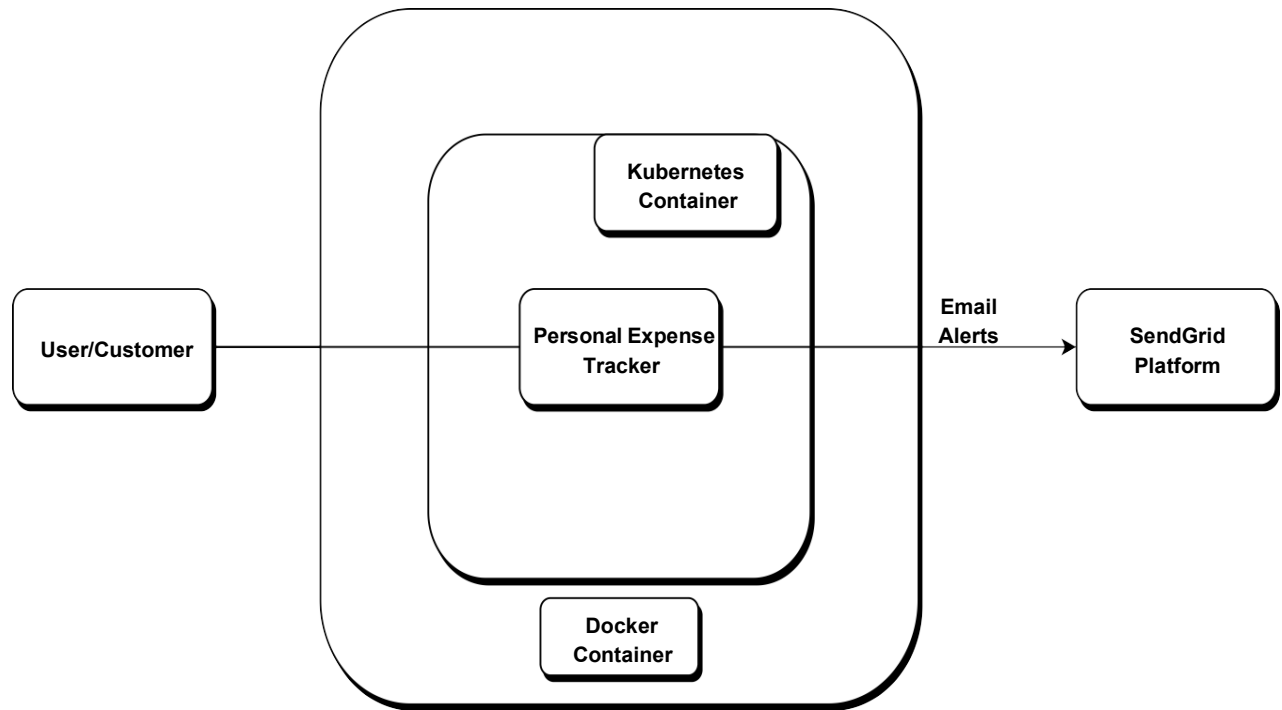 Kubernetes
Container
User/Customer
Personal Expense
Tracker
Email
Alerts
SendGrid
Platform
Docker
Container